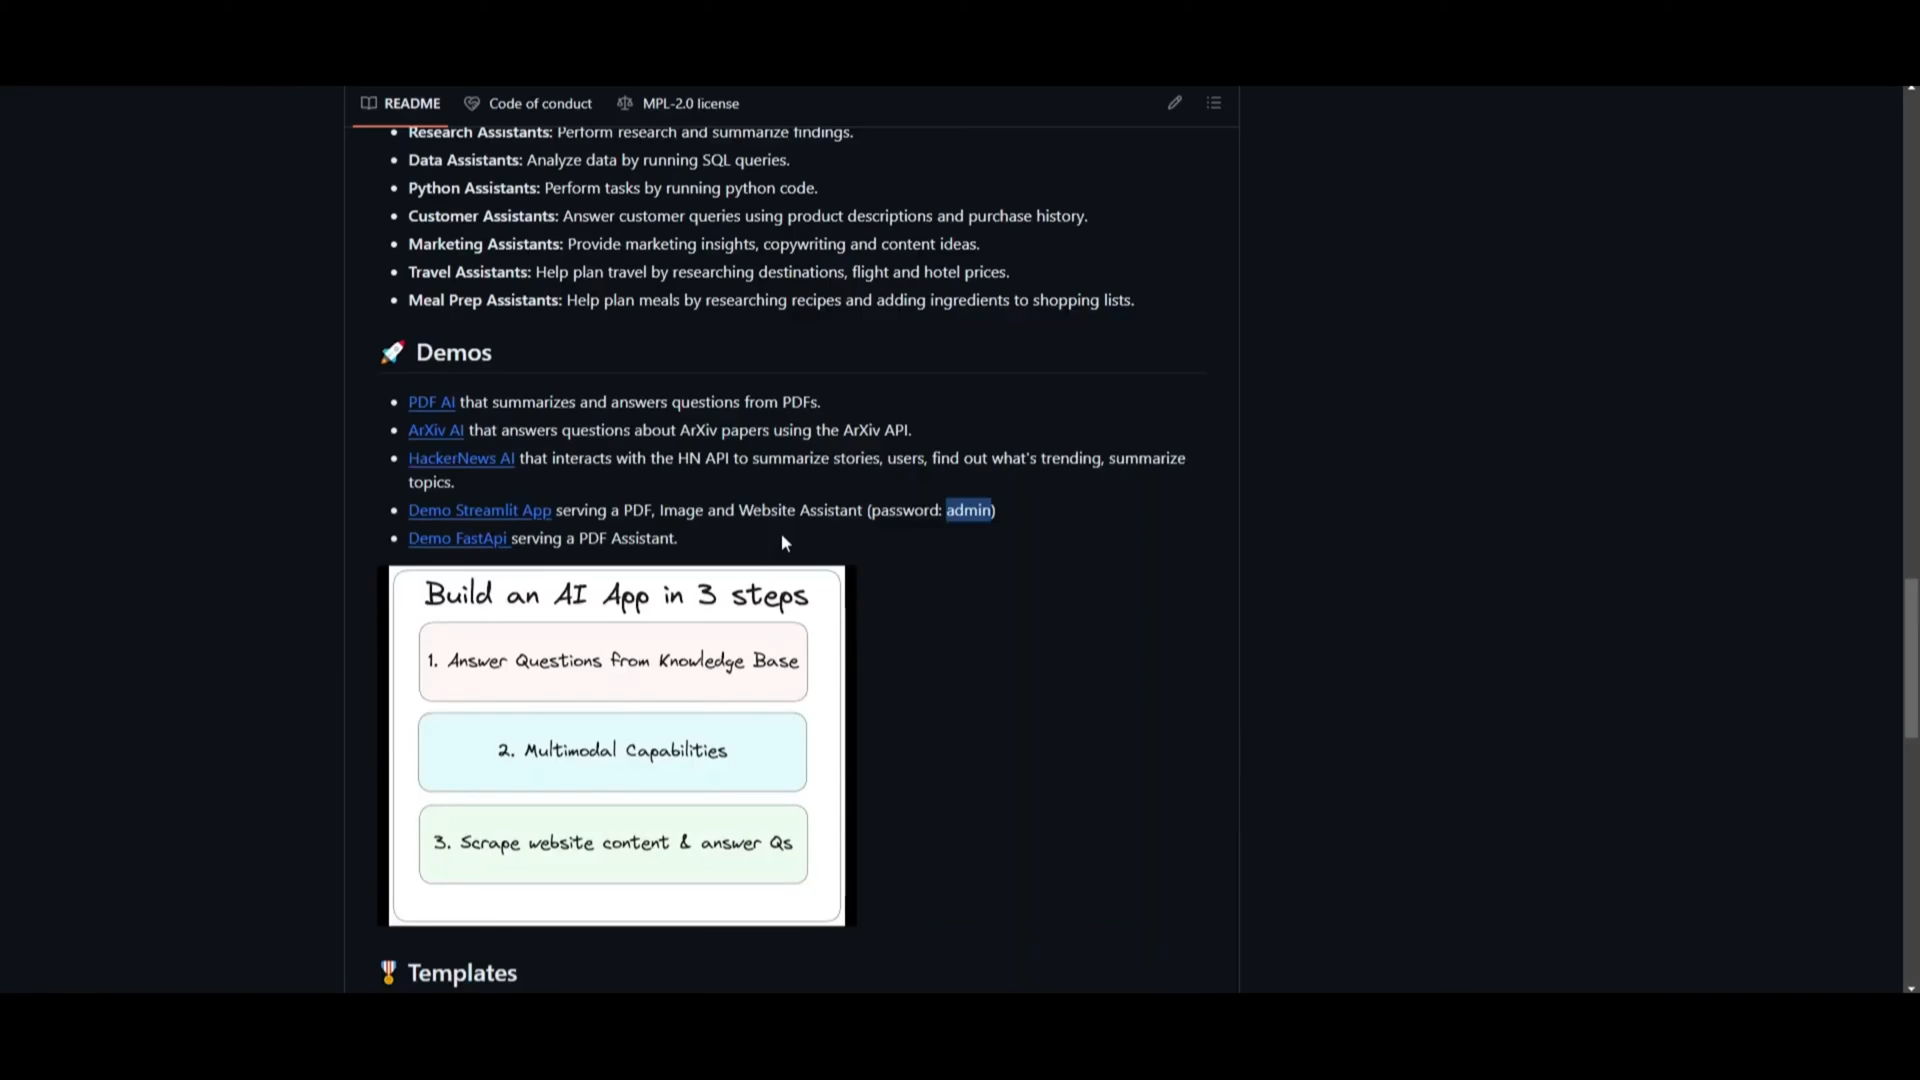 README Code of conduct MPL-2.0 license
Research Assistants: Perform research and summarize findings.
Data Assistants: Analyze data by running SQL queries.
Python Assistants: Perform tasks by running python code.
Customer Assistants: Answer customer queries using product descriptions and purchase history.
Marketing Assistants: Provide marketing insights, copywriting and content ideas.
Travel Assistants: Help plan travel by researching destinations, flight and hotel prices.
Meal Prep Assistants: Help plan meals by researching recipes and adding ingredients to shopping lists.
🚀 Demos
PDF AI that summarizes and answers questions from PDFs.
ArXiv AI that answers questions about ArXiv papers using the ArXiv API.
HackerNews AI that interacts with the HN API to summarize stories, users, find out what's trending, summarize
topics.
Demo Streamlit App serving a PDF, Image and Website Assistant (password: admin)
Demo FastApi serving a PDF Assistant.
Build an AI App in 3 steps
1. Answer Questions from Knowledge Base
2. Multimodal Capabilities
3. Scrape website content & answer Qs
🎖 Templates